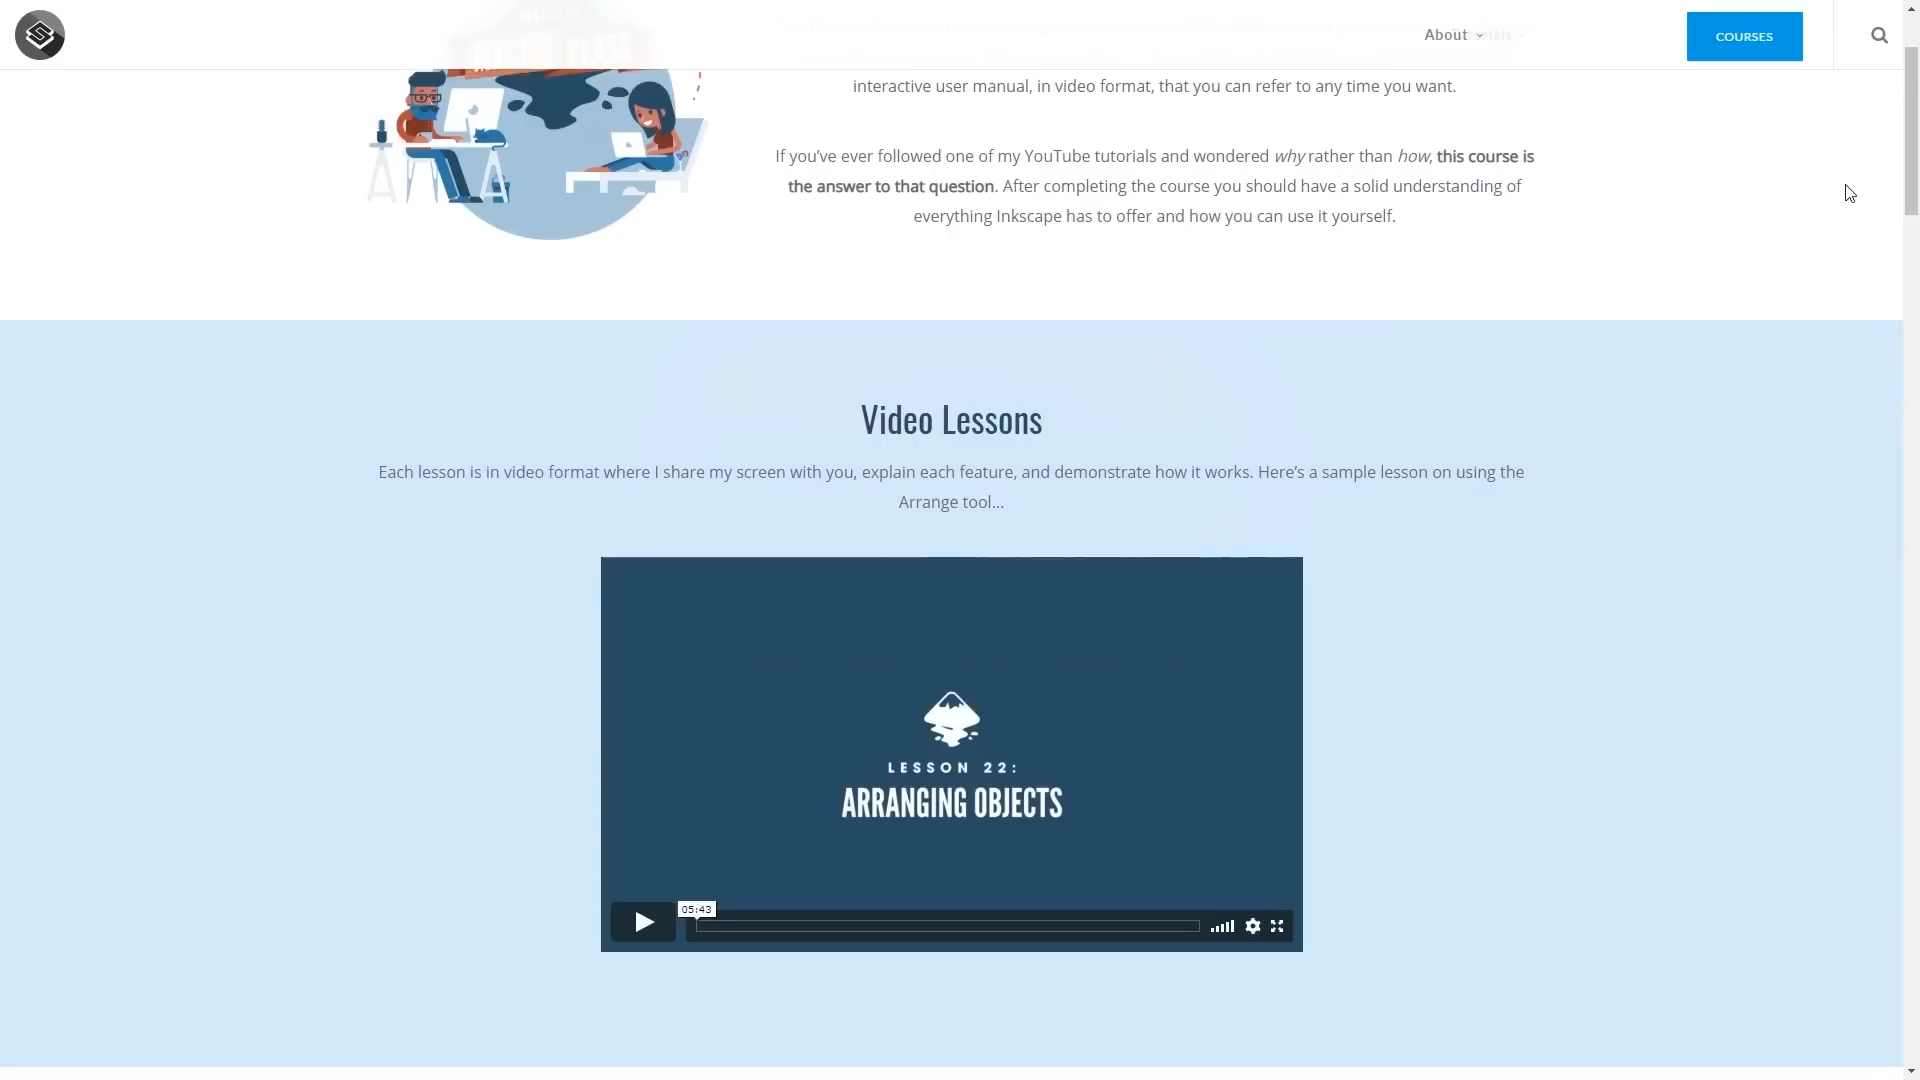 About
COURSES
interactive user manual, in video format, that you can refer to any time you want.
If you’ve ever followed one of my YouTube tutorials and wondered why rather than how, this course is
the answer to that question. After completing the course you should have a solid understanding of
everything Inkscape has to offer and how you can use it yourself.
Video Lessons
Each lesson is in video format where I share my screen with you, explain each feature, and demonstrate how it works. Here’s a sample lesson on using the
Arrange tool...
LESSON 22:
ARRANGING OBJECTS
05:43